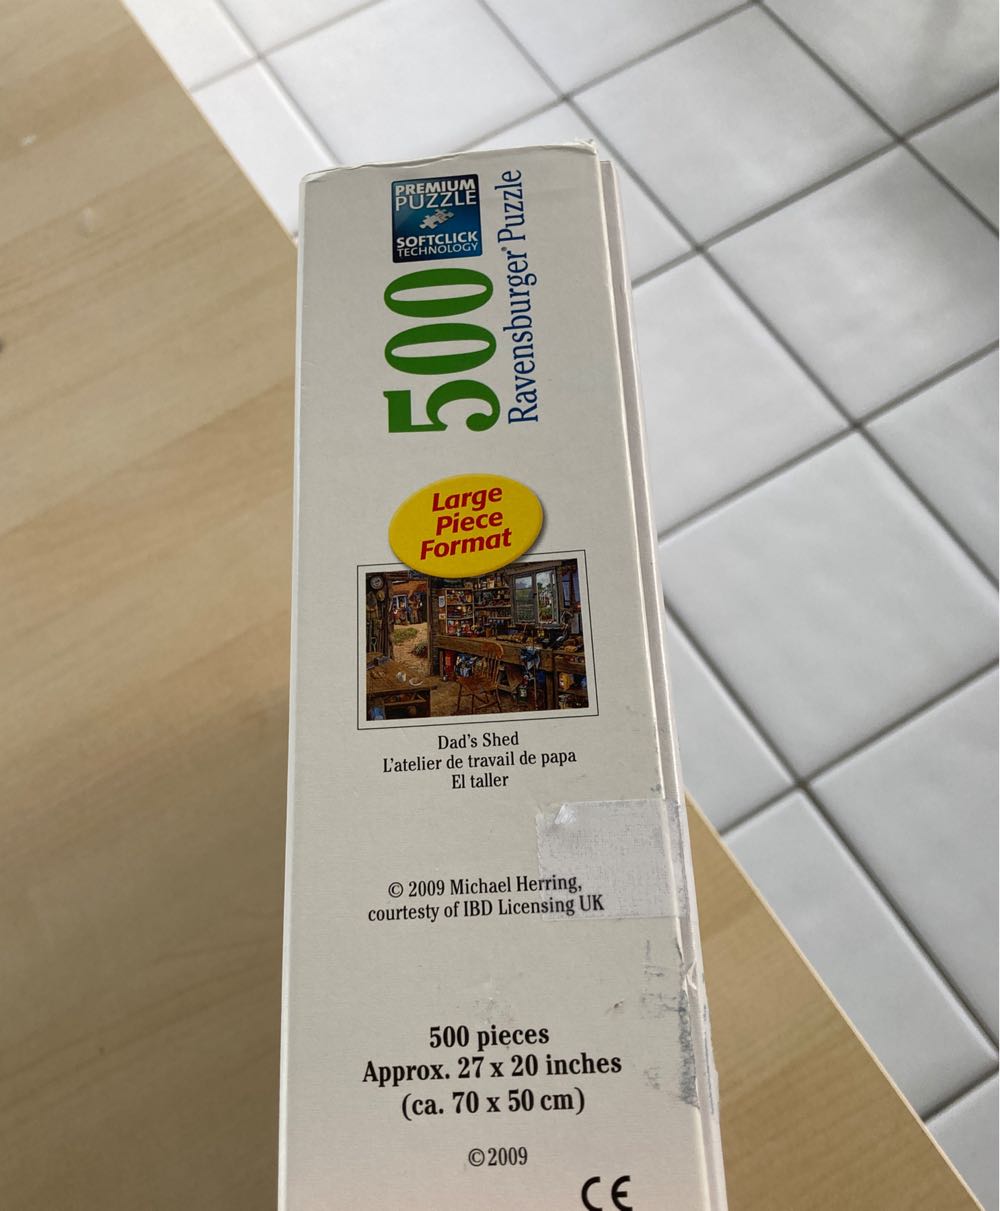 PREMIUM
PUZZLE
SOFTCLICK
TECHNOLOGY
500
Ravensburger® Puzzle
Large
Piece
Format
Dad's Shed
L'atelier de travail de papa
El taller
© 2009 Michael Herring,
courtesty of IBD Licensing UK
500 pieces
Approx. 27 x 20 inches
(ca. 70 x 50 cm)
©2009
CE